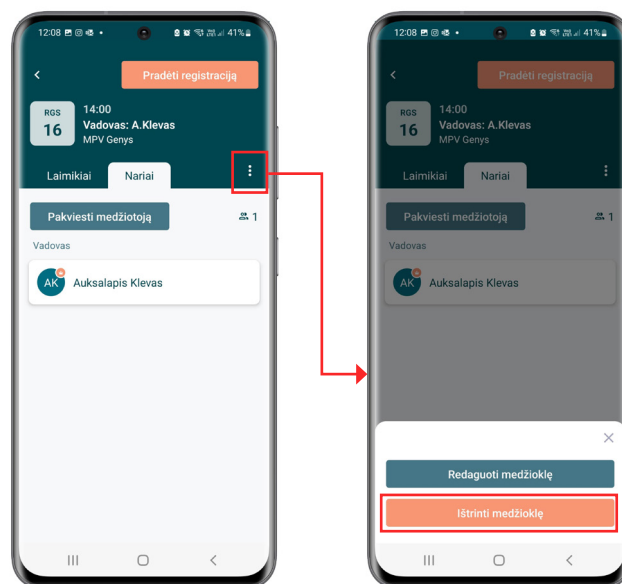 12:08
41%
Pradėti registraciją
RGS
16
14:00
Vadovas: A.Klevas
MPV Genys
Laimikiai
Nariai
Pakviesti medžiotoją
1
Vadovas
AK
Auksalapis Klevas
12:08
41%
Pradėti registraciją
RGS
16
14:00
Vadovas: A.Klevas
MPV Genys
Laimikiai
Nariai
Pakviesti medžiotoją
1
Vadovas
AK
Auksalapis Klevas
Redaguoti medžioklę
Ištrinti medžioklę